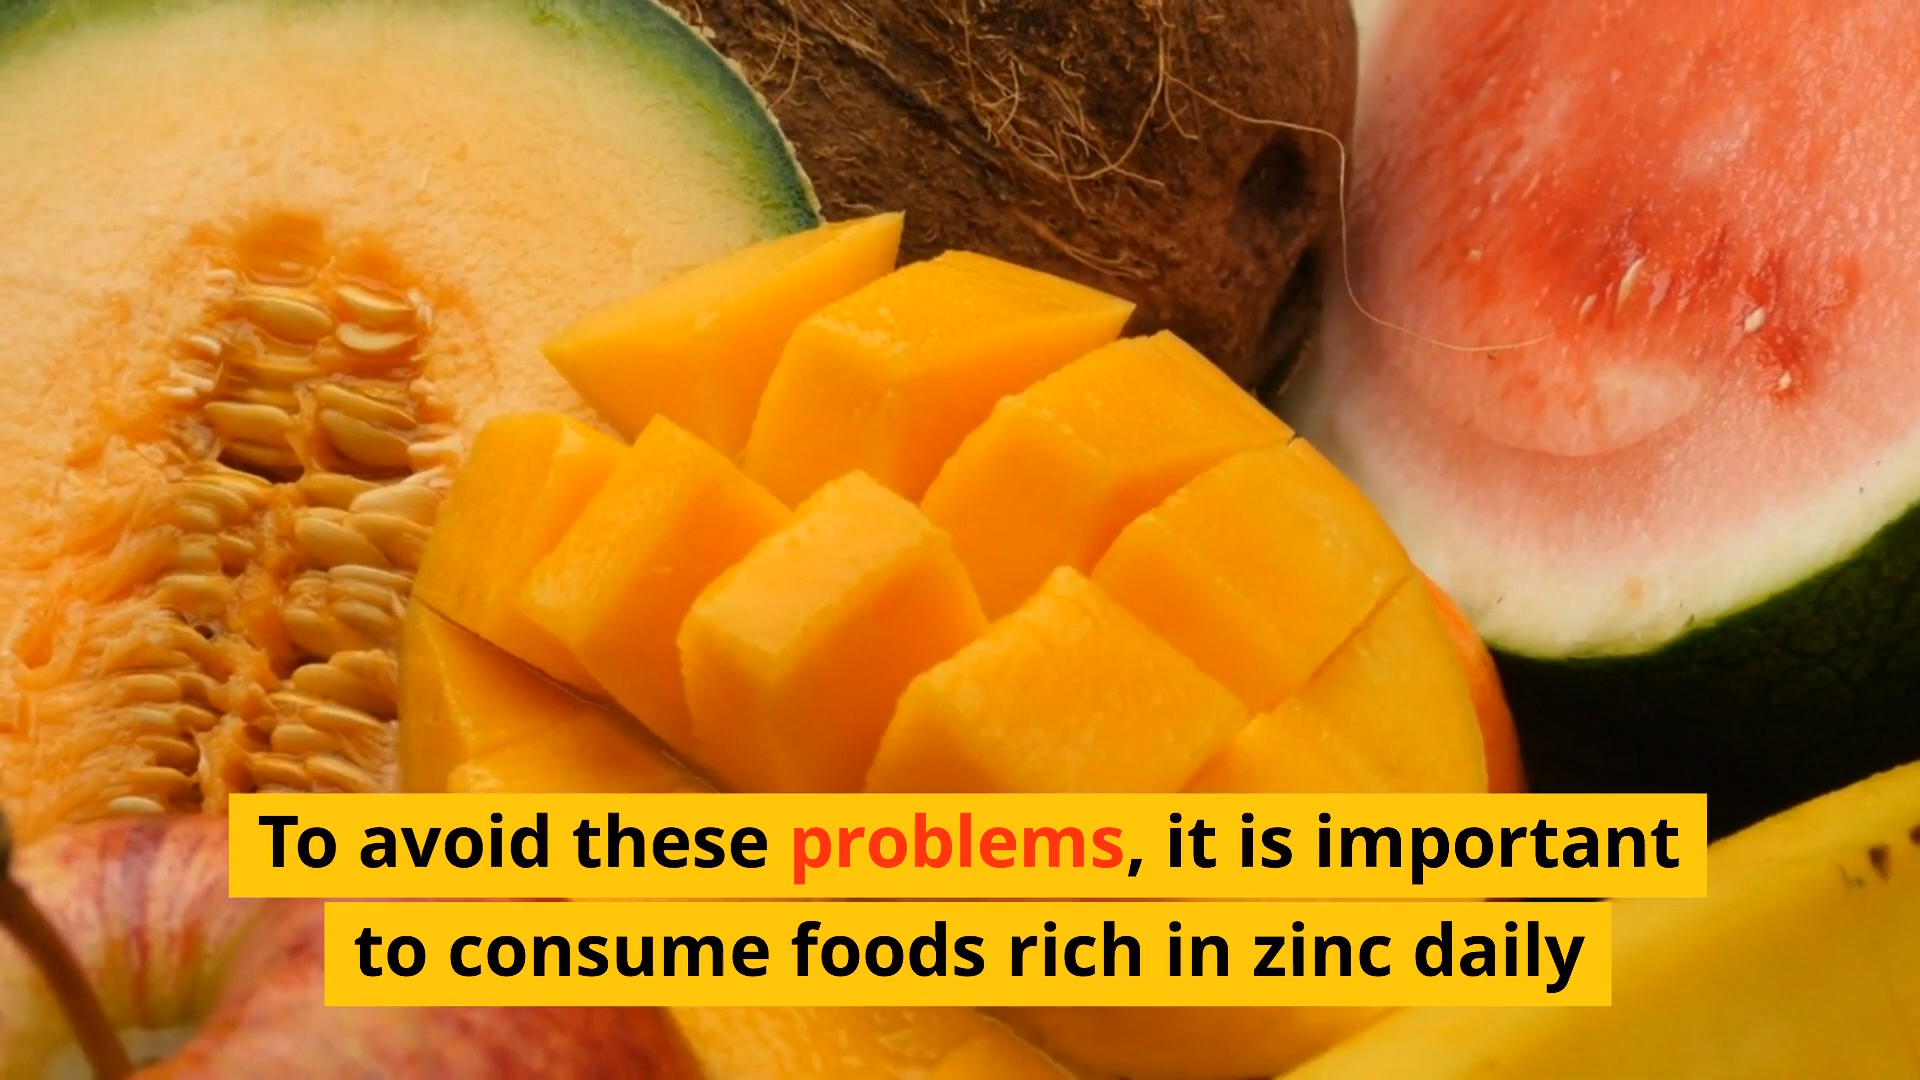 To avoid these problems, it is important
to consume foods rich in zinc daily